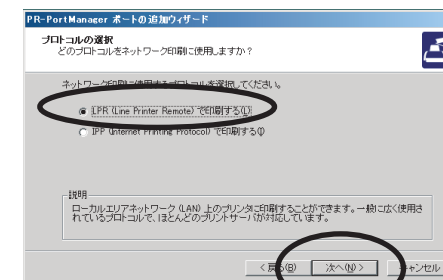 PR-PortManager ポートの追加ウィザード
プロトコルの選択
どのプロトコルをネットワーク印刷に使用しますか？
ネットワーク印刷に使用するプロトコルを選択してください。
LPR (Line Printer Remote) で印刷する(L)
IPP (Internet Printing Protocol) で印刷する(I)
説明
ローカルエリアネットワーク (LAN) 上のプリンタに印刷することができます。一般に広く使用さ
れているプロトコルで、ほとんどのプリントサーバが対応しています。
< 戻る(B) 次へ(N) > キャンセル